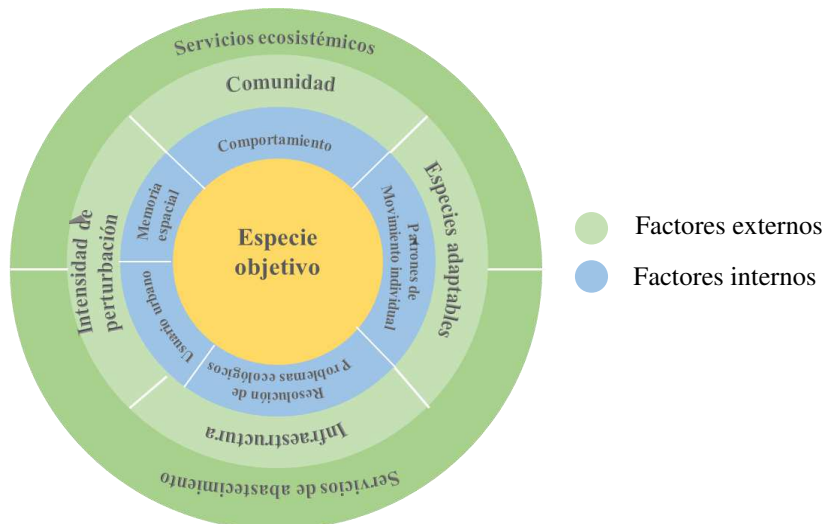 Servicios ecosistémicos
Comunidad
Comportamiento
Especies adaptables
Patrones de
Movimiento individual
Memoria
espacial
Intensidad de
perturbación
Especie
objetivo
Usuario urbano
Resolución de
Problemas ecológicos
Infraestructura
Servicios de abastecimiento
Factores externos
Factores internos